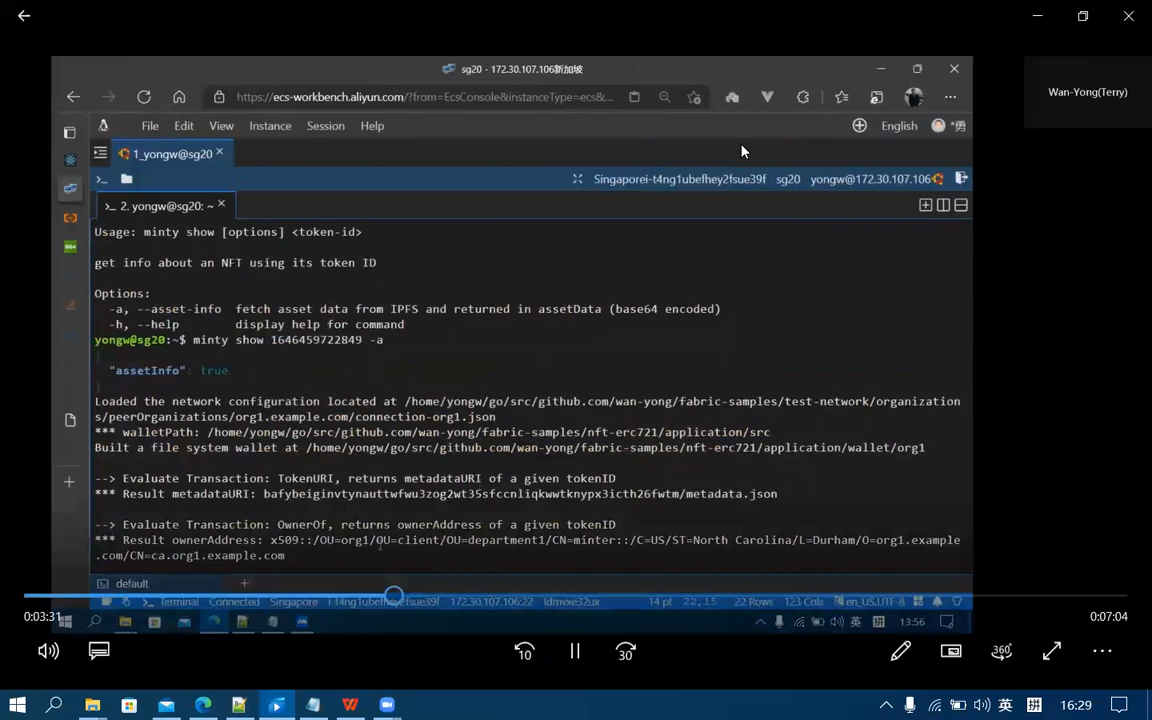 sg20 - 172.30.107.106新加坡
Wan-Yong(Terry)
https://ecs-workbench.aliyun.com/?from=EcsConsole&instanceType=ecs&...
File Edit View Instance Session Help
English *勇
1_yongw@sg20
Singapore i-t4ng1ubefhey2fsue39f sg20 yongw@172.30.107.106
>_ 2. yongw@sg20: ~
Usage: minty show [options] <token-id>
get info about an NFT using its token ID
Options:
-a, --asset-info fetch asset data from IPFS and returned in assetData (base64 encoded)
-h, --help display help for command
yongw@sg20:~$ minty show 1646459722849 -a
{
"assetInfo": true
}
Loaded the network configuration located at /home/yongw/go/src/github.com/wan-yong/fabric-samples/test-network/organization
s/peerOrganizations/org1.example.com/connection-org1.json
*** walletPath: /home/yongw/go/src/github.com/wan-yong/fabric-samples/nft-erc721/application/src
Built a file system wallet at /home/yongw/go/src/github.com/wan-yong/fabric-samples/nft-erc721/application/wallet/org1
--> Evaluate Transaction: TokenURI, returns metadataURI of a given tokenID
*** Result metadataURI: bafybeiginvtynauttwfwu3zog2wt35sfccnliqkwwtknypx3icth26fwtm/metadata.json
--> Evaluate Transaction: OwnerOf, returns ownerAddress of a given tokenID
*** Result ownerAddress: x509::/OU=org1/OU=client/OU=department1/CN=minter::/C=US/ST=North Carolina/L=Durham/O=org1.example
.com/CN=ca.org1.example.com
default
Terminal Connected Singapore i-t4ng1ubefhey2fsue39f 172.30.107.106:22 ldmvxe32ux 14 pt 22, 1.5 22 Rows 123 Cols en_US.UTF-8
0:03:31
0:07:04
英 拼 13:56
10
30
360°
英 拼 16:29